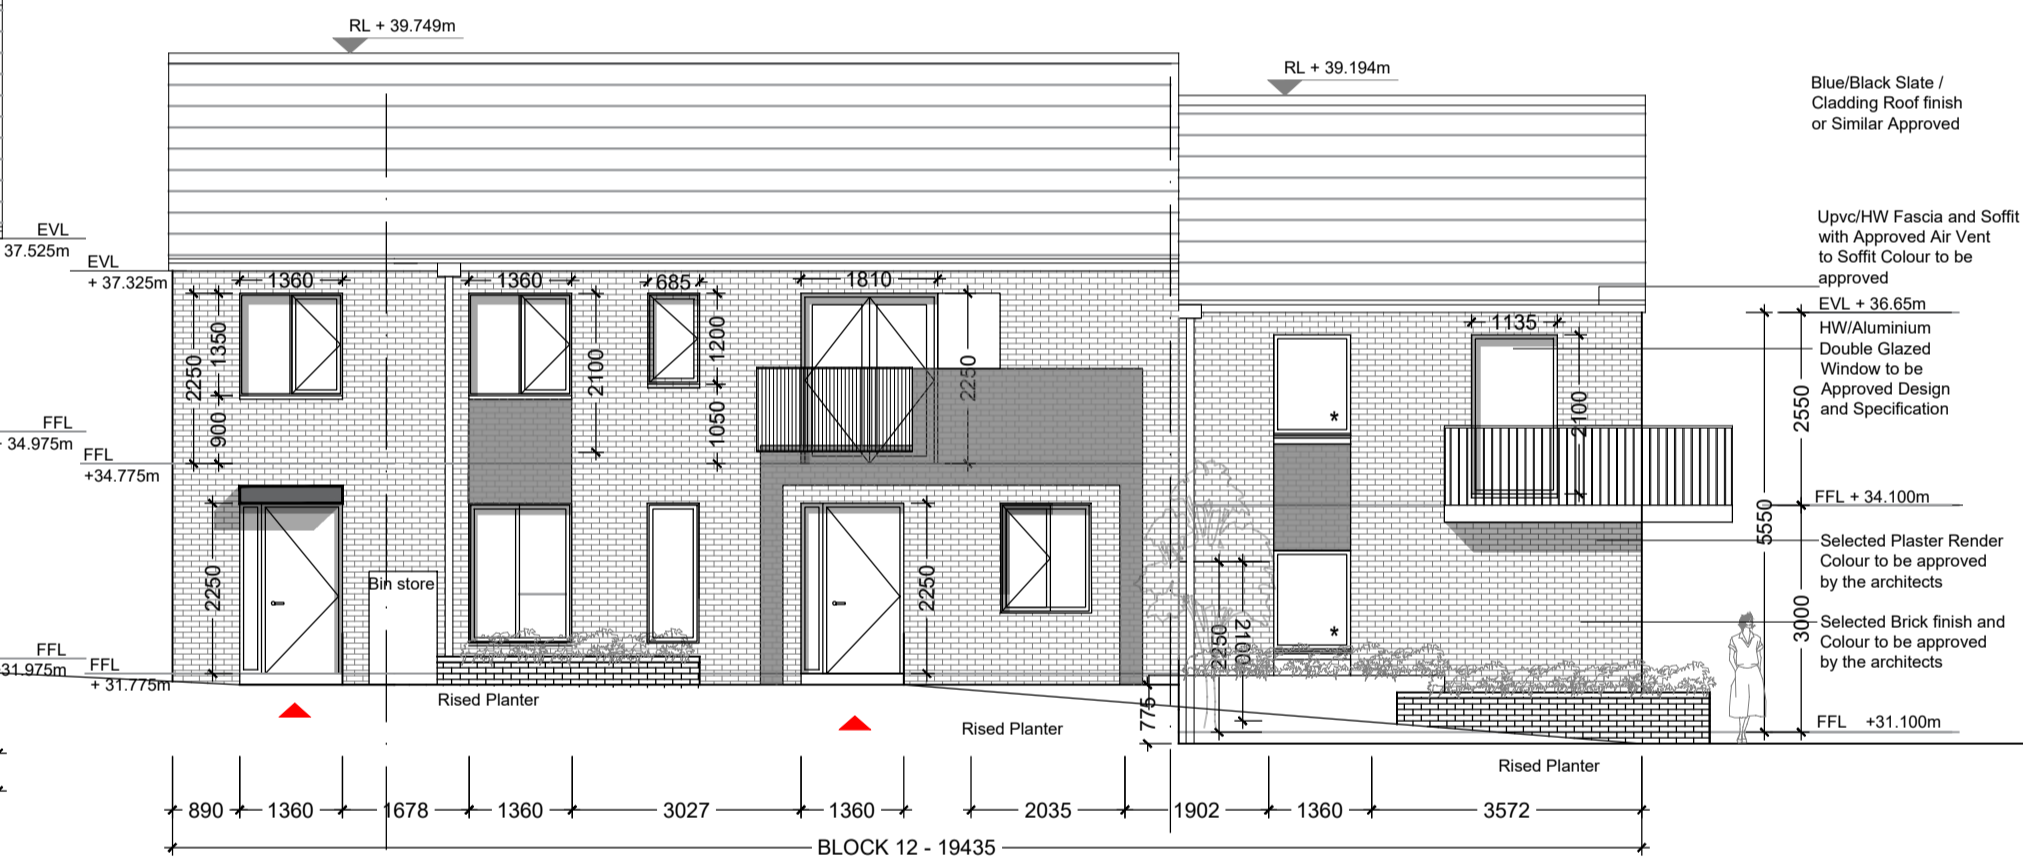 RL + 39.749m
RL + 39.194m
Blue/Black Slate /
Cladding Roof finish
or Similar Approved
EVL
37.525m
EVL
+ 37.325m
Upvc/HW Fascia and Soffit
with Approved Air Vent
to Soffit Colour to be
approved
EVL + 36.65m
HW/Aluminium
Double Glazed
Window to be
Approved Design
and Specification
1360
1360
685
1810
1135
2250
1350
900
2100
1200
1050
2250
2100
2550
5550
3000
FFL
34.975m
FFL
+34.775m
FFL + 34.100m
Selected Plaster Render
Colour to be approved
by the architects
Selected Brick finish and
Colour to be approved
by the architects
2250
Bin store
2250
2250
2100
*
*
FFL
31.975m
FFL
+ 31.775m
FFL +31.100m
775
Rised Planter
Rised Planter
Rised Planter
890
1360
1678
1360
3027
1360
2035
1902
1360
3572
BLOCK 12 - 19435